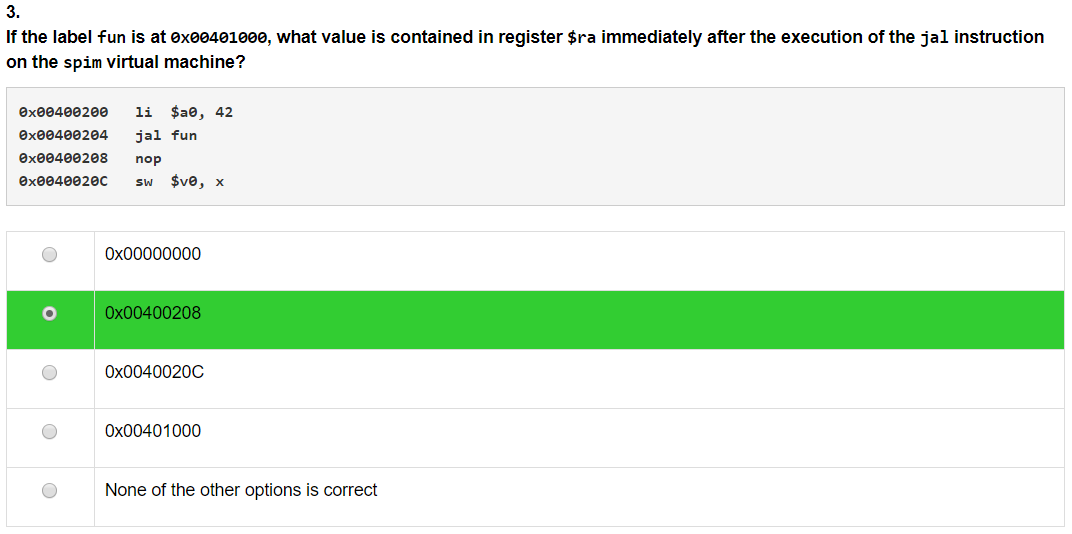 3.
If the label fun is at 0x00401000, what value is contained in register $ra immediately after the execution of the jal instruction
on the spim virtual machine?
0x00400200 li $a0, 42
0x00400204 jal fun
0x00400208 nop
0x0040020C sw $v0, x
0x00000000
0x00400208
0x0040020C
0x00401000
None of the other options is correct